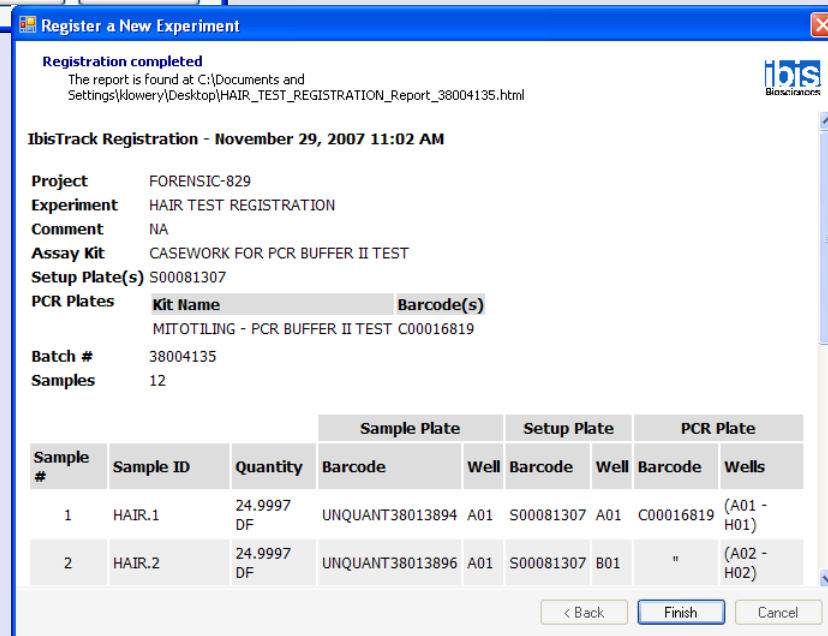 Register a New Experiment
Registration completed
The report is found at C:\Documents and
Settings\klowery\Desktop\HAIR_TEST_REGISTRATION_Report_38004135.html
ibis
Biosciences
IbisTrack Registration - November 29, 2007 11:02 AM
Project FORENSIC-829
Experiment HAIR TEST REGISTRATION
Comment NA
Assay Kit CASEWORK FOR PCR BUFFER II TEST
Setup Plate(s) S00081307
PCR Plates Kit Name Barcode(s)
MITOTILING - PCR BUFFER II TEST C00016819
Batch # 38004135
Samples 12
Sample Plate Setup Plate PCR Plate
Sample # Sample ID Quantity Barcode Well Barcode Well Barcode Wells
1 HAIR.1 24.9997 DF UNQUANT38013894 A01 S00081307 A01 C00016819 (A01 - H01)
2 HAIR.2 24.9997 DF UNQUANT38013896 A01 S00081307 B01 " (A02 - H02)
< Back Finish Cancel